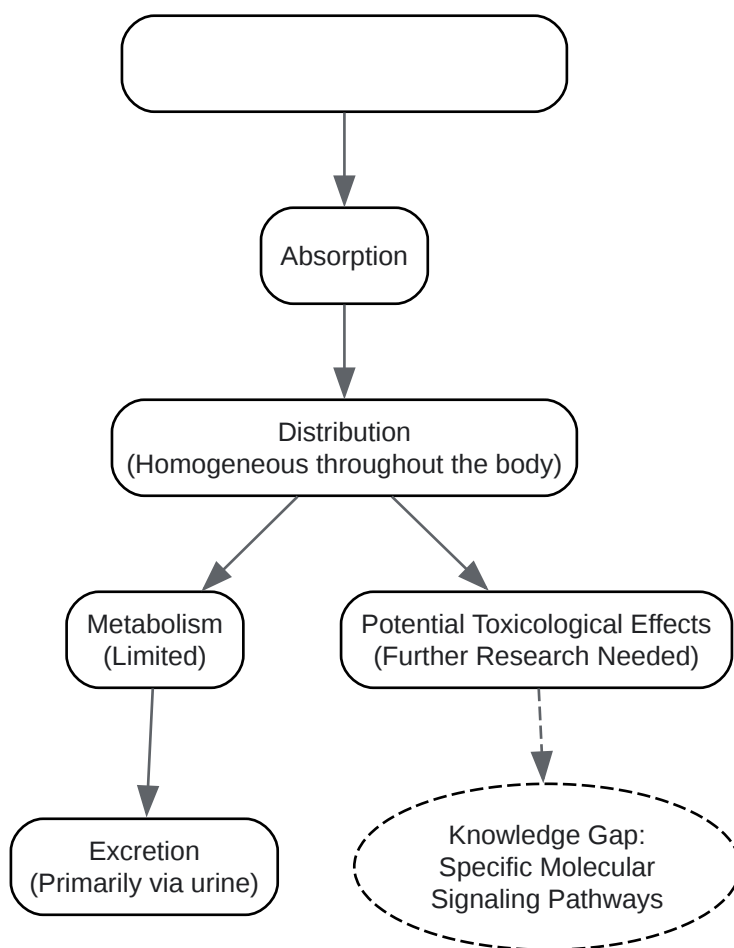 Absorption
Distribution
(Homogeneous throughout the body)
Metabolism
(Limited)
Potential Toxicological Effects
(Further Research Needed)
Excretion
(Primarily via urine)
Knowledge Gap:
Specific Molecular
Signaling Pathways